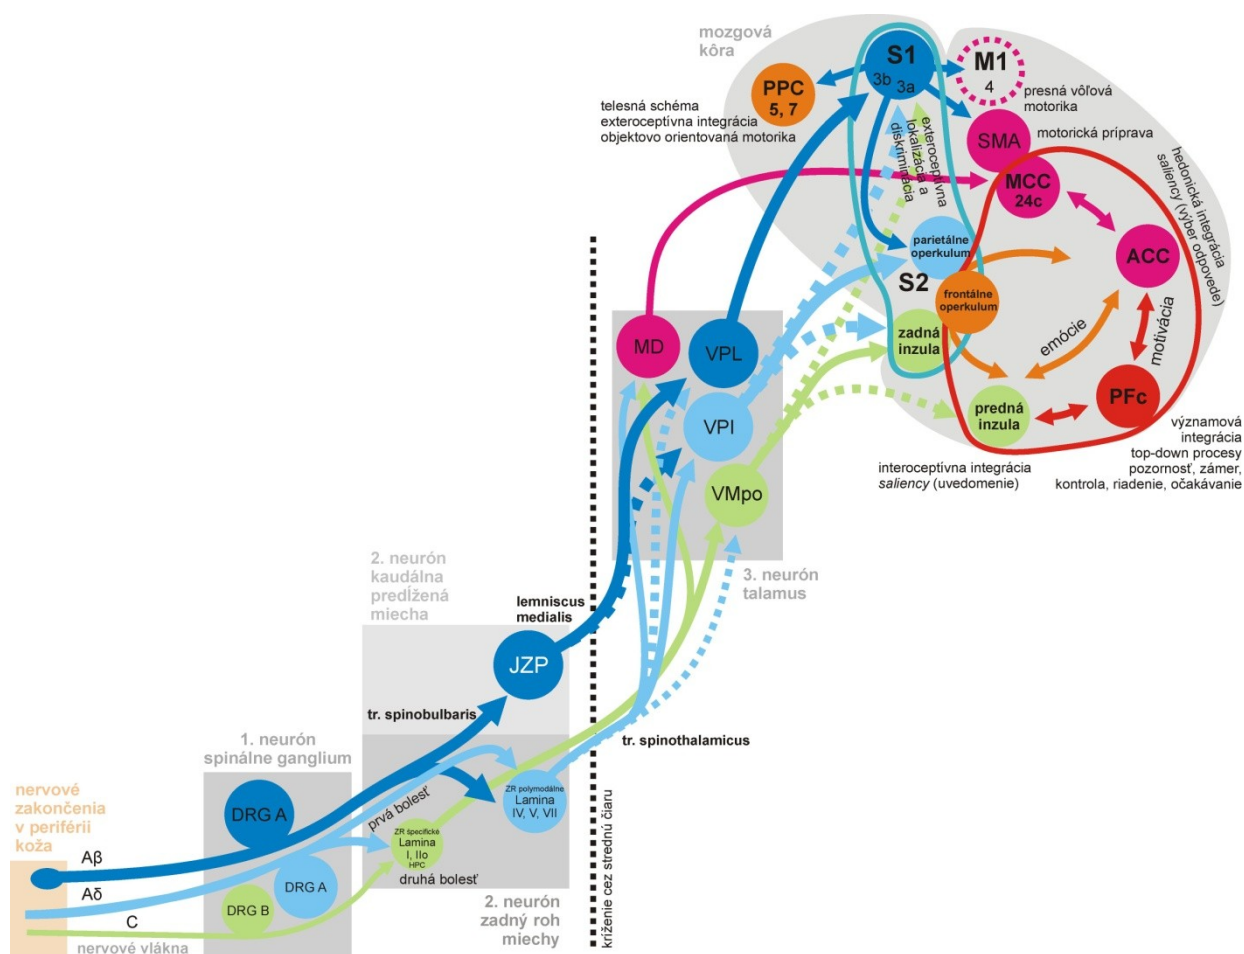 mozgová
kôra
S1
3b
3a
M1
4
PPC
5, 7
presná vôľová
motorika
telesná schéma
exteroceptívna integrácia
objektovo orientovaná motorika
SMA
motorická príprava
exteroceptívna
lokalizácia a
diskriminácia
MCC
24c
hedonická integrácia
saliency (výber odpovede)
parietálne
operkulum
ACC
S2
frontálne
operkulum
zadná
inzula
emócie
motivácia
predná
inzula
PFc
významová
integrácia
top-down procesy
pozornosť, zámer,
kontrola, riadenie, očakávanie
interoceptívna integrácia
saliency (uvedomenie)
MD
VPL
VPI
VMpo
3. neurón
talamus
2. neurón
kaudálna
predĺžená
miecha
lemniscus
medialis
JZP
tr. spinobulbaris
tr. spinothalamicus
1. neurón
spinálne ganglium
nervové
zakončenia
v periférii
koža
DRG A
prvá bolesť
ZR polymodálne
Lamina
IV, V, VII
ZR špecifické
Lamina
I, IIo
HPC
druhá bolesť
Aβ
Aδ
C
DRG A
DRG B
nervové vlákna
2. neurón
zadný roh
miechy
kríženie cez strednú čiaru